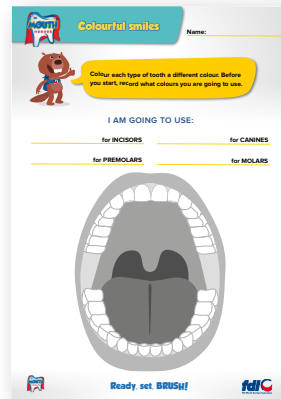 MOUTH
HEROES
Colourful smiles
Name:
Colour each type of tooth a different colour. Before
you start, record what colours you are going to use.
I AM GOING TO USE:
for INCISORS
for CANINES
for PREMOLARS
for MOLARS
MOUTH
Ready, set, BRUSH!
fdi